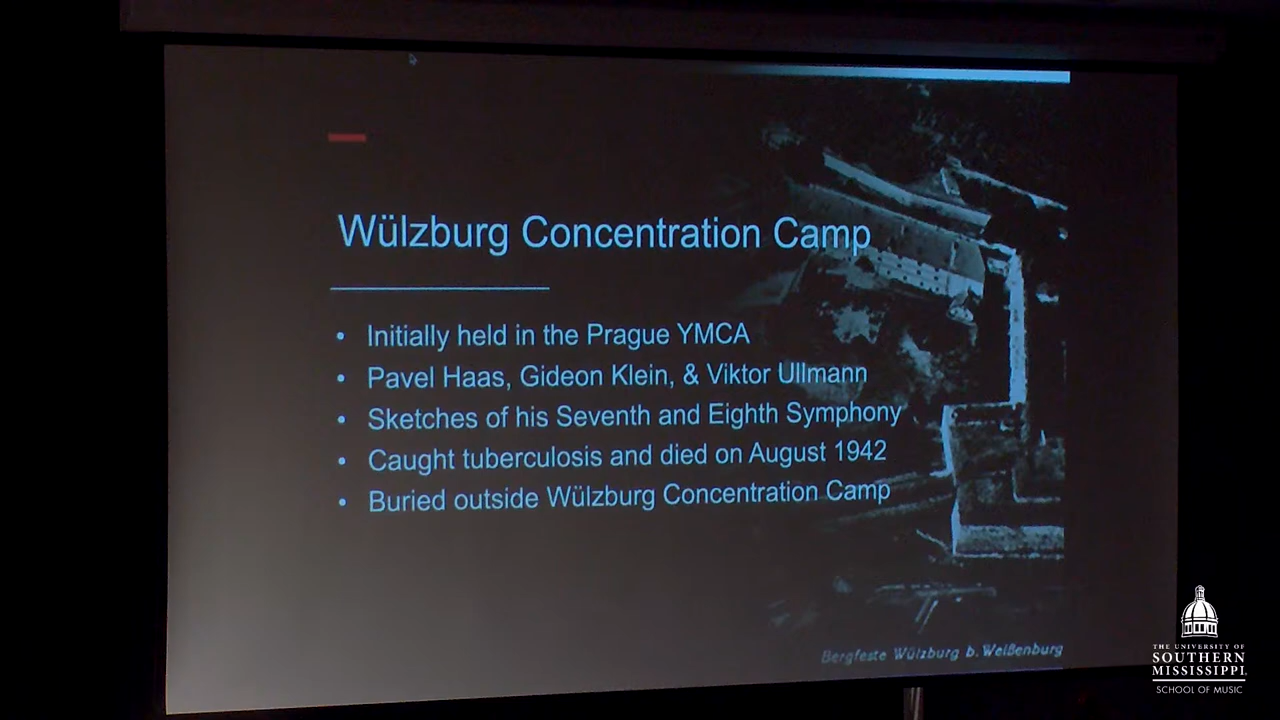 Wülzburg Concentration Camp
• Initially held in the Prague YMCA
• Pavel Haas, Gideon Klein, & Viktor Ullmann
• Sketches of his Seventh and Eighth Symphony
• Caught tuberculosis and died on August 1942
• Buried outside Wülzburg Concentration Camp
Bergfeste Wülzburg b. Weißenburg
THE UNIVERSITY OF
SOUTHERN
MISSISSIPPI
SCHOOL OF MUSIC